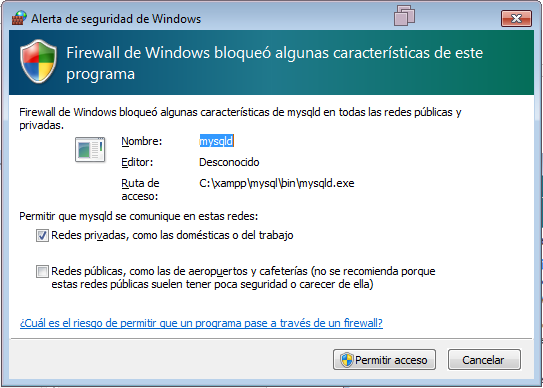 Alerta de seguridad de Windows
Firewall de Windows bloqueó algunas características de este
programa
Firewall de Windows bloqueó algunas características de mysqld en todas las redes públicas y
privadas.
Nombre: mysqld
Editor: Desconocido
Ruta de C:\xampp\mysql\bin\mysqld.exe
acceso:
Permitir que mysqld se comunique en estas redes:
Redes privadas, como las domésticas o del trabajo
Redes públicas, como las de aeropuertos y cafeterías (no se recomienda porque
estas redes públicas suelen tener poca seguridad o carecer de ella)
¿Cuál es el riesgo de permitir que un programa pase a través de un firewall?
Permitir acceso Cancelar